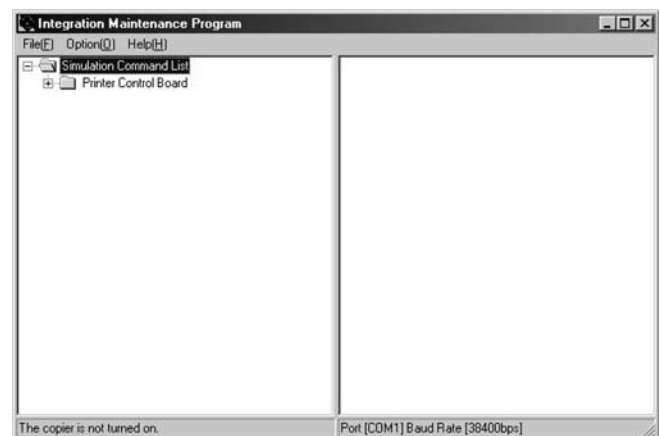 Integration Maintenance Program
File(F) Option(O) Help(H)
Simulation Command List
Printer Control Board
The copier is not turned on.
Port [COM1] Baud Rate [38400bps]